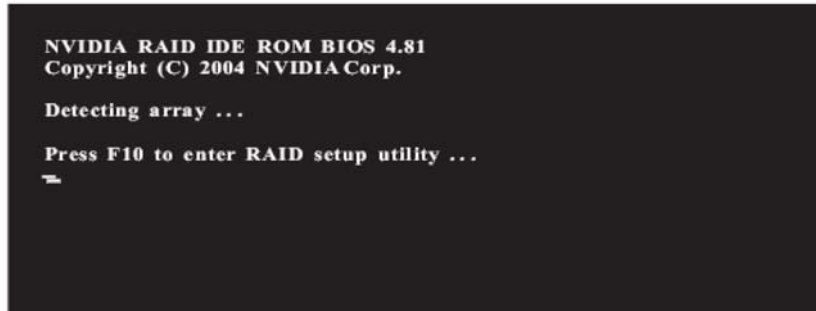 NVIDIA RAID IDE ROM BIOS 4.81
Copyright (C) 2004 NVIDIA Corp.
Detecting array ...
Press F10 to enter RAID setup utility ...